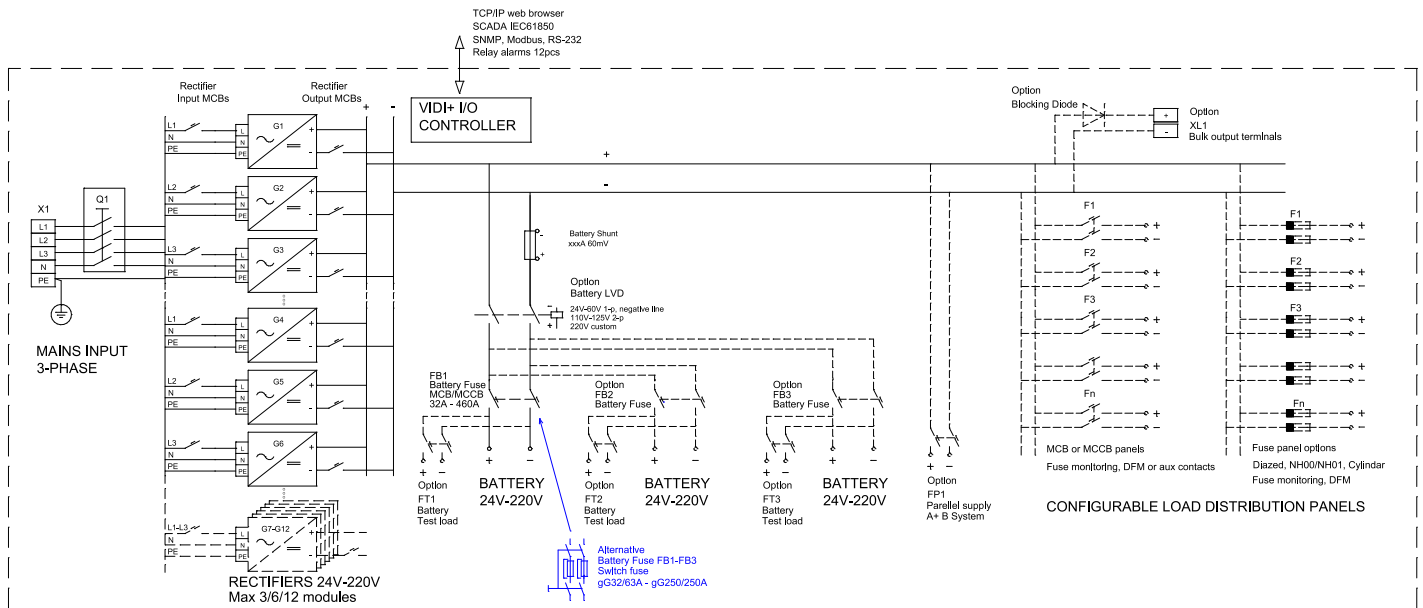 TCP/IP web browser
SCADA IEC61850
SNMP, Modbus, RS-232
Relay alarms 12pcs
Rectifier
Input MCBs
Rectifier
Output MCBs
+ -
VIDI+ I/O
CONTROLLER
Option
Blocking Diode
+ Option
XL1
- Bulk output terminals
L1
N
PE
L
N
PE
G1
+
-
+
-
L2
N
PE
L
N
PE
G2
+
-
X1
L1
L2
L3
N
PE
Q1
MAINS INPUT
3-PHASE
L3
N
PE
L
N
PE
G3
+
-
L1
N
PE
L
N
PE
G4
+
-
L2
N
PE
L
N
PE
G5
+
-
L3
N
PE
L
N
PE
G6
+
-
L1-L3
N
PE
L
N
PE
G7-G12
+
-
RECTIFIERS 24V-220V
Max 3/6/12 modules
Battery Shunt
xxxA 60mV
-
+
Option
Battery LVD
24V-60V 1-p, negative line
110V-125V 2-p
220V custom
-
+
FB1
Battery Fuse
MCB/MCCB
32A - 460A
Option
FB2
Battery Fuse
Option
FB3
Battery Fuse
+ -
Option
FT1
Battery
Test load
+ -
BATTERY
24V-220V
+ -
Option
FT2
Battery
Test load
+ -
BATTERY
24V-220V
+ -
Option
FT3
Battery
Test load
+ -
BATTERY
24V-220V
Alternative
Battery Fuse FB1-FB3
Switch fuse
gG32/63A - gG250/250A
+ -
Option
FP1
Parellel supply
A+ B System
F1
+
-
F2
+
-
F3
+
-
+
-
Fn
+
-
MCB or MCCB panels
Fuse monitoring, DFM or aux contacts
F1
+
-
F2
+
-
F3
+
-
+
-
Fn
+
-
Fuse panel options
Diazed, NH00/NH01, Cylindar
Fuse monitoring, DFM
CONFIGURABLE LOAD DISTRIBUTION PANELS